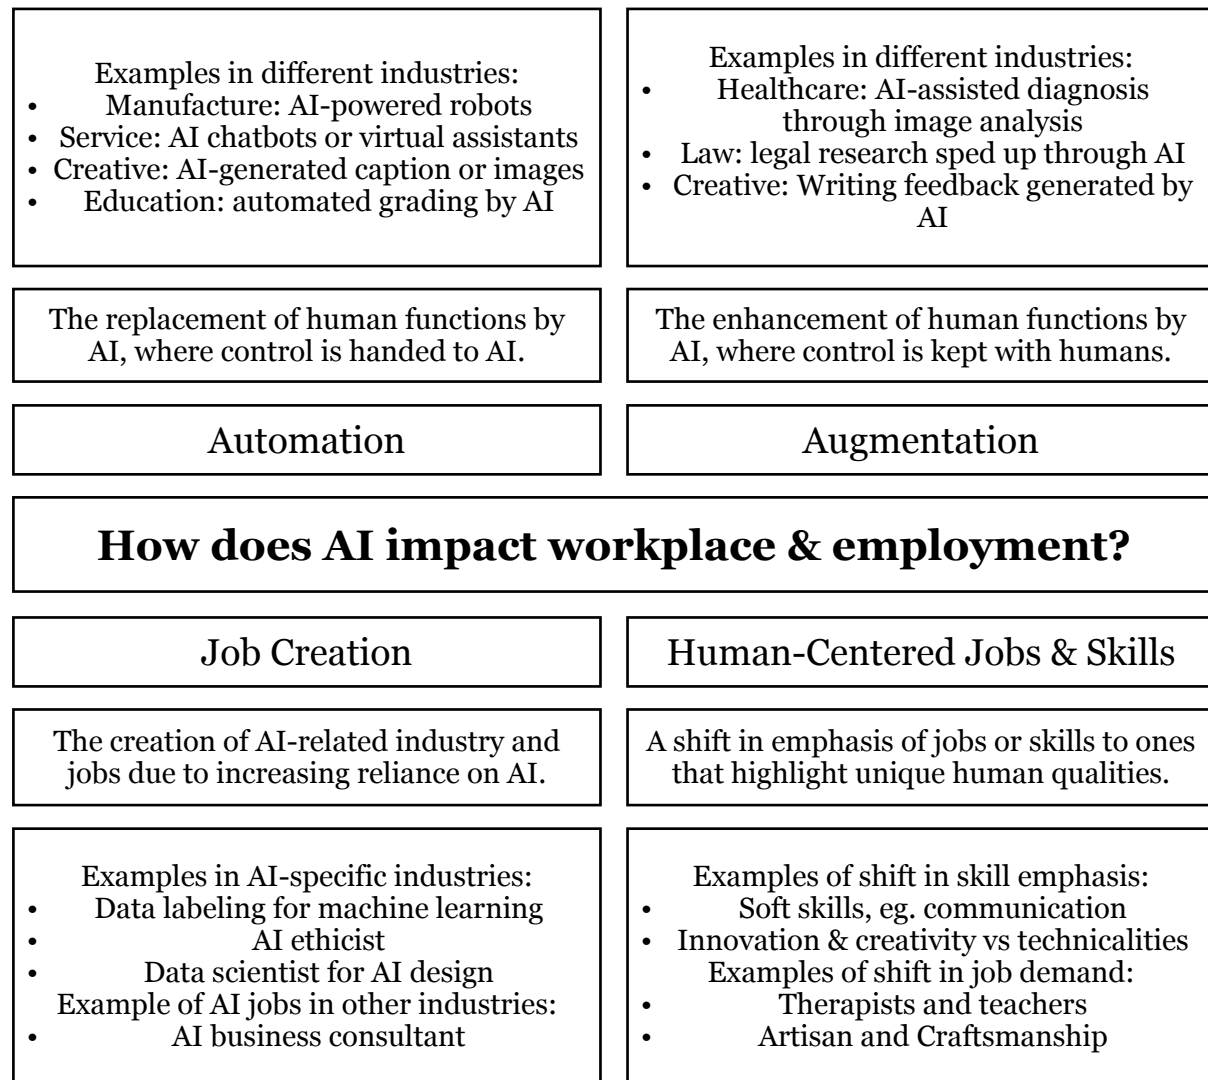 Examples in different industries:
• Manufacture: AI-powered robots
• Service: AI chatbots or virtual assistants
• Creative: AI-generated caption or images
• Education: automated grading by AI
Examples in different industries:
• Healthcare: AI-assisted diagnosis
through image analysis
• Law: legal research sped up through AI
• Creative: Writing feedback generated by
AI
The replacement of human functions by
AI, where control is handed to AI.
The enhancement of human functions by
AI, where control is kept with humans.
Automation
Augmentation
How does AI impact workplace & employment?
Job Creation
Human-Centered Jobs & Skills
The creation of AI-related industry and
jobs due to increasing reliance on AI.
A shift in emphasis of jobs or skills to ones
that highlight unique human qualities.
Examples in AI-specific industries:
• Data labeling for machine learning
• AI ethicist
• Data scientist for AI design
Example of AI jobs in other industries:
• AI business consultant
Examples of shift in skill emphasis:
• Soft skills, eg. communication
• Innovation & creativity vs technicalities
Examples of shift in job demand:
• Therapists and teachers
• Artisan and Craftsmanship